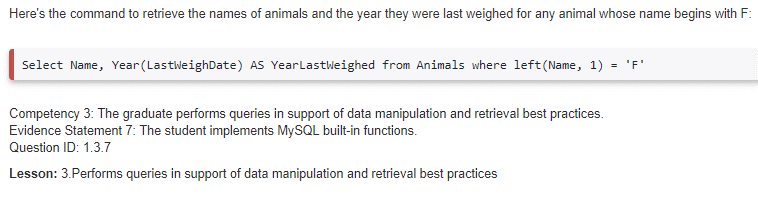 Here's the command to retrieve the names of animals and the year they were last weighed for any animal whose name begins with F:
Select Name, Year(LastWeighDate) AS YearLastWeighed from Animals where left(Name, 1) = 'F'
Competency 3: The graduate performs queries in support of data manipulation and retrieval best practices.
Evidence Statement 7: The student implements MySQL built-in functions.
Question ID: 1.3.7
Lesson: 3.Performs queries in support of data manipulation and retrieval best practices